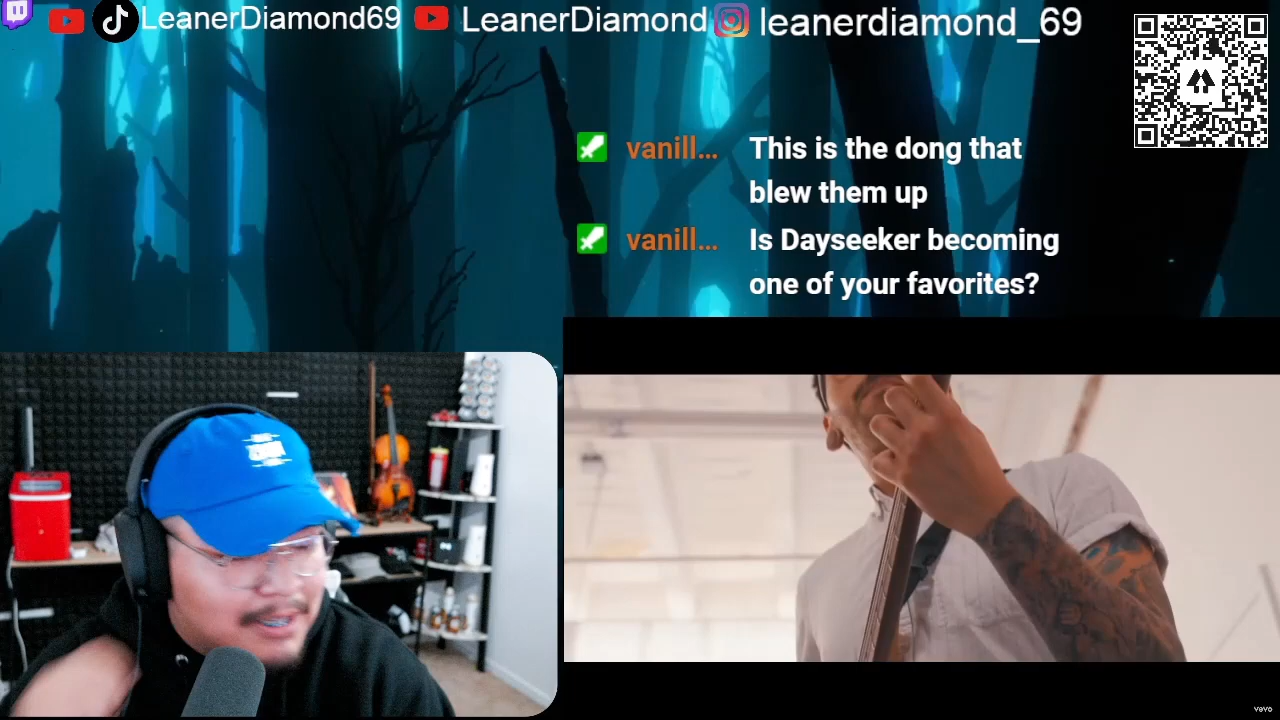 LeanerDiamond69 LeanerDiamond leanerdiamond_69
vanill... This is the dong that
blew them up
vanill... Is Dayseeker becoming
one of your favorites?
vevo